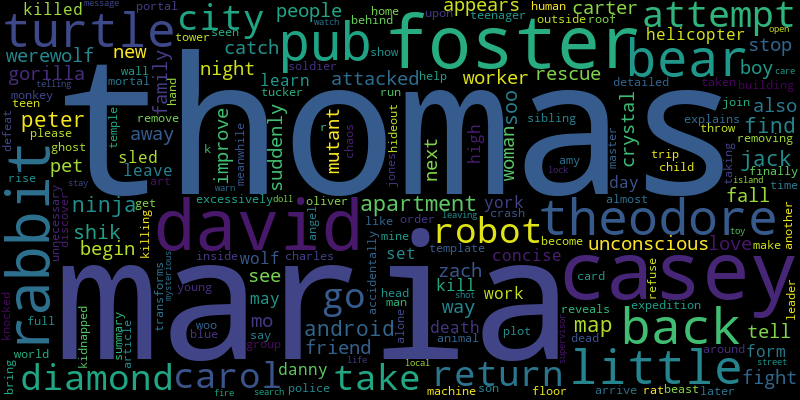 killed portal city people appears teenager human outside roof carter attempt
message home watch behind upon
turtle seen tower pub foster helicopter
werewolf new catch show bear stop
gorilla wall night soldier worker rescue boy care
monkey mortal family learn attacked help detailed taken building
teen hand thomas tucker run sibling join also
defeat peter remove improve suddenly mutant chaos hideout next high woman soo crystal explains throw find removing
please temple meanwhile jones master trip
ghost away k r amy child jack
telling sled leave lock day taking finally
rise pet art warn almost fall island time
rabbit stay ninja get excessively doll oliver apartment york theodore toy
unnecessary discover shik david angel like order crash robot unconscious love make another
begin killing inside wolf charles mine template leaving become
accidentally set concise
transforms mysterious young see zach card refuse expedition leader
maria may go head man kill work reveals map back tell
knocked full kidnapped summary article woo mo android alone way death plot dead around form
world blue say group friend shot animal casey supervisor street
bring diamond carol danny life take return little fight
local police fire search machine son floor arrive rat beast later open